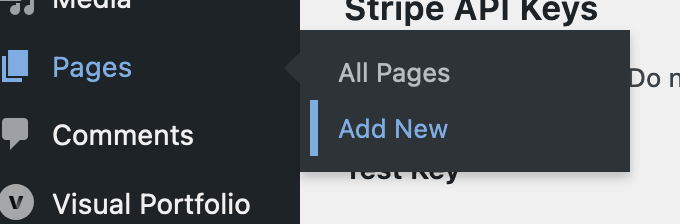 Media
Stripe API Keys
Pages
All Pages
Do n
Add New
Comments
Test Key
Visual Portfolio